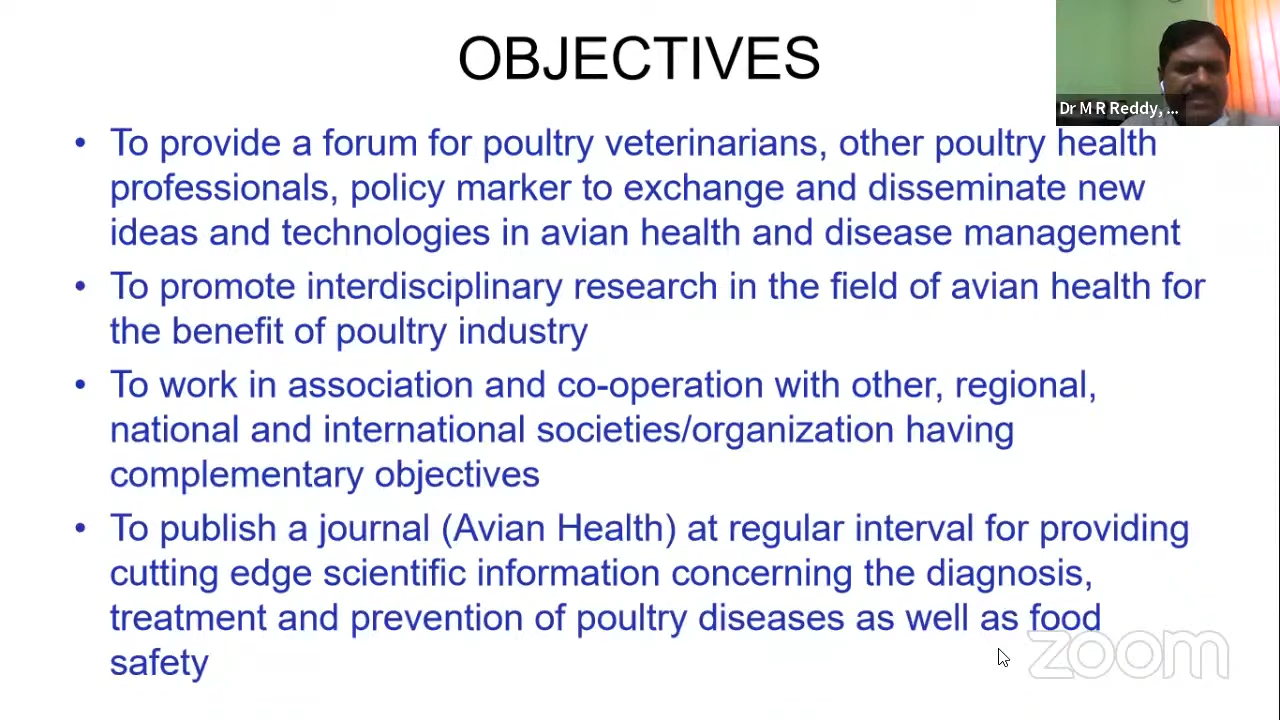 OBJECTIVES
Dr M R Reddy, ...
• To provide a forum for poultry veterinarians, other poultry health
professionals, policy marker to exchange and disseminate new
ideas and technologies in avian health and disease management
• To promote interdisciplinary research in the field of avian health for
the benefit of poultry industry
• To work in association and co-operation with other, regional,
national and international societies/organization having
complementary objectives
• To publish a journal (Avian Health) at regular interval for providing
cutting edge scientific information concerning the diagnosis,
treatment and prevention of poultry diseases as well as food
safety
zoom